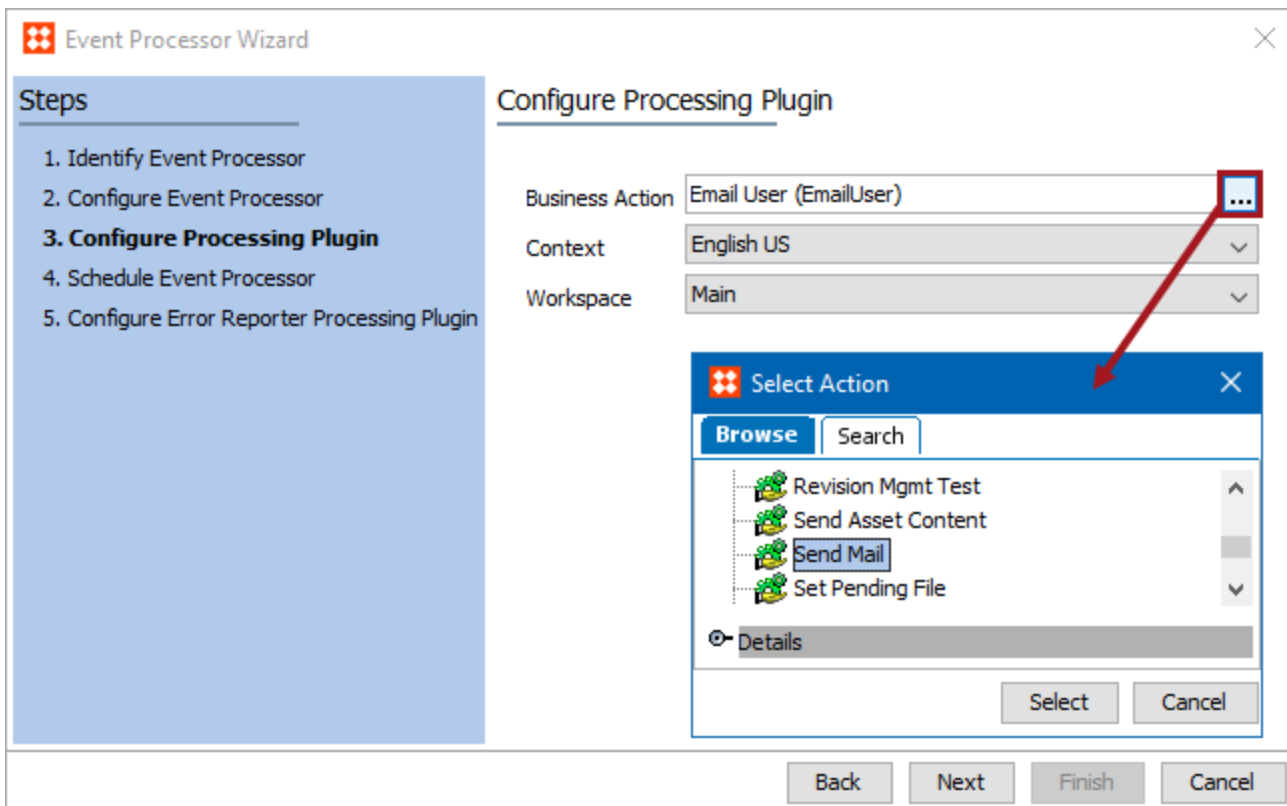 Event Processor Wizard
Steps
1. Identify Event Processor
2. Configure Event Processor
3. Configure Processing Plugin
4. Schedule Event Processor
5. Configure Error Reporter Processing Plugin
Configure Processing Plugin
Business Action Email User (EmailUser) ...
Context English US
Workspace Main
Select Action
Browse Search
Revision Mgmt Test
Send Asset Content
Send Mail
Set Pending File
Details
Select Cancel
Back Next Finish Cancel